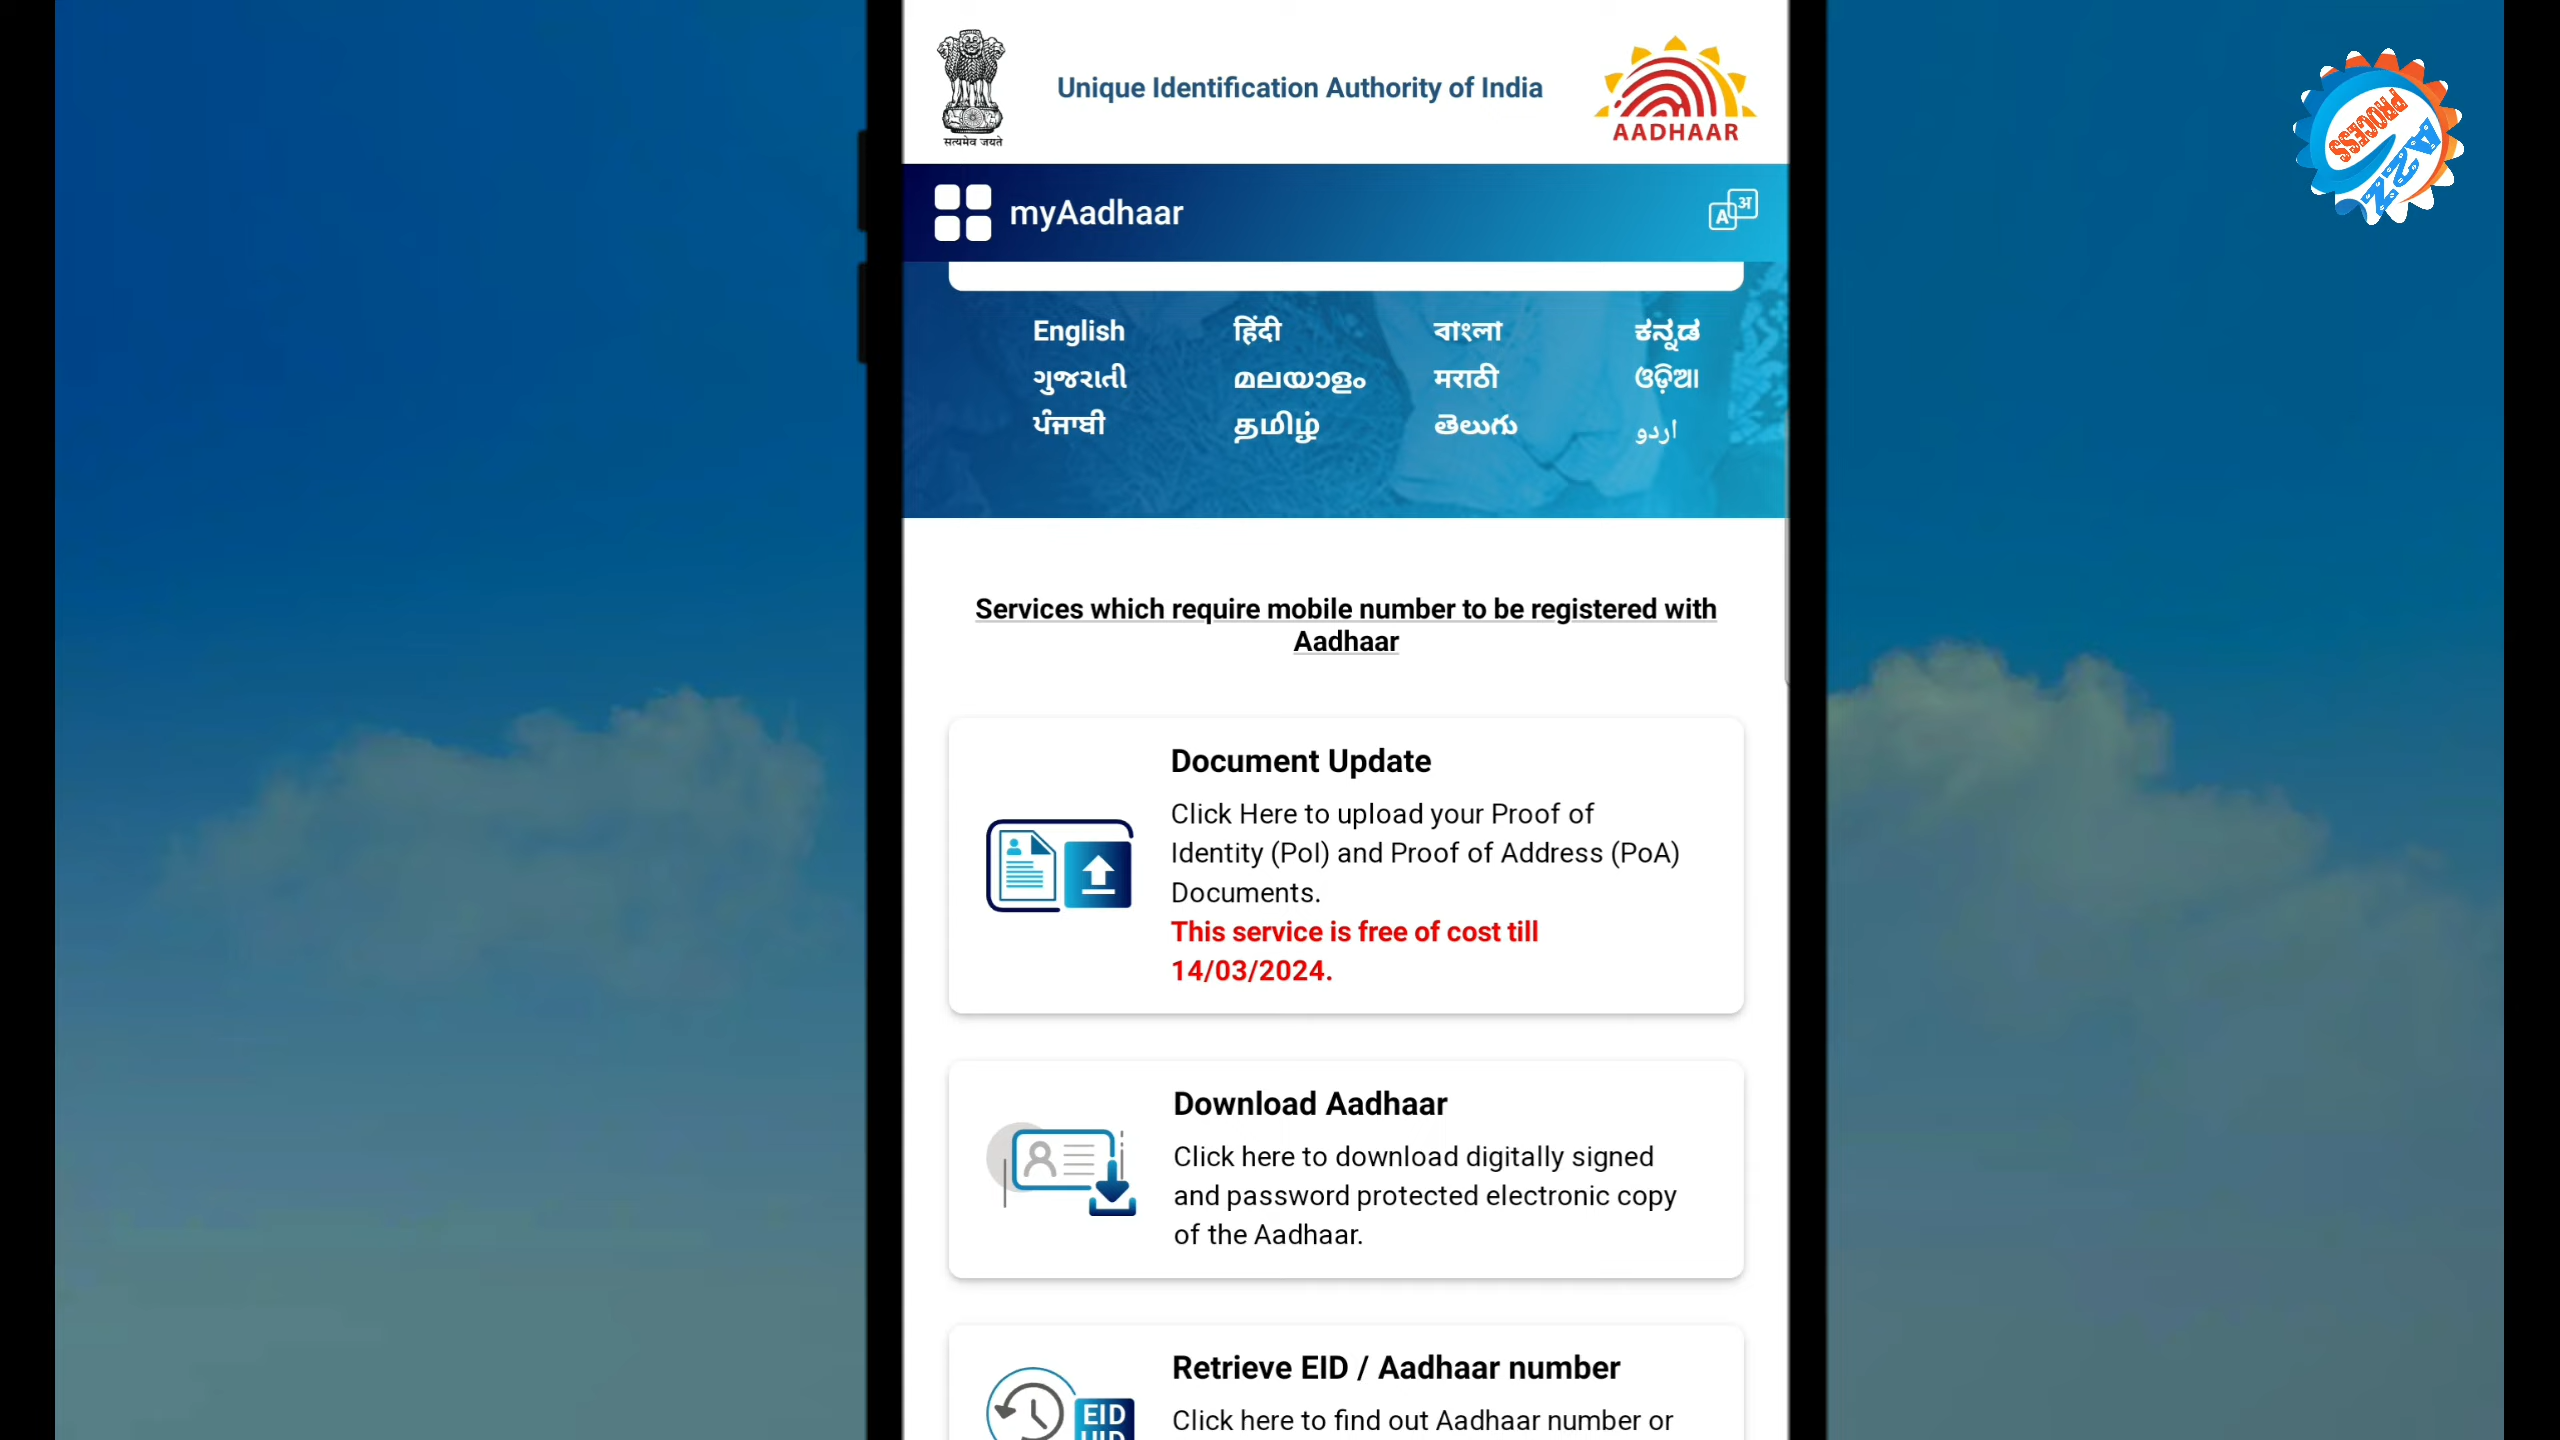 सत्यमेव जयते
Unique Identification Authority of India
AADHAAR
A2Z
PROCESS
myAadhaar
A अ
English हिंदी বাংলা ಕನ್ನಡ
ગુજરાતી മലയാളം मराठी ଓଡ଼ିଆ
ਪੰਜਾਬੀ தமிழ் తెలుగు اردو
Services which require mobile number to be registered with
Aadhaar
Document Update
Click Here to upload your Proof of
Identity (PoI) and Proof of Address (PoA)
Documents.
This service is free of cost till
14/03/2024.
Download Aadhaar
Click here to download digitally signed
and password protected electronic copy
of the Aadhaar.
Retrieve EID / Aadhaar number
EID
UID
Click here to find out Aadhaar number or